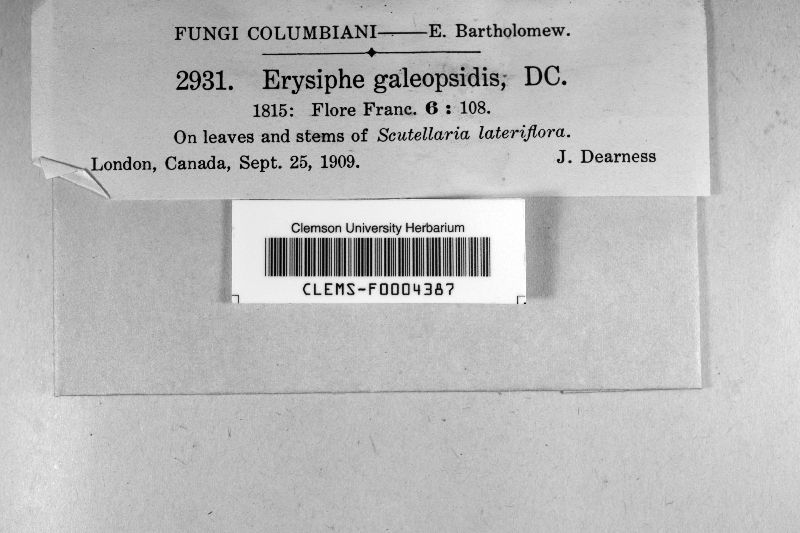 FUNGI COLUMBIANI——E. Bartholomew.
2931. Erysiphe galeopsidis, DC.
1815: Flore Franc. 6 : 108.
On leaves and stems of Scutellaria lateriflora.
London, Canada, Sept. 25, 1909. J. Dearness
Clemson University Herbarium
CLEMS-F0004387